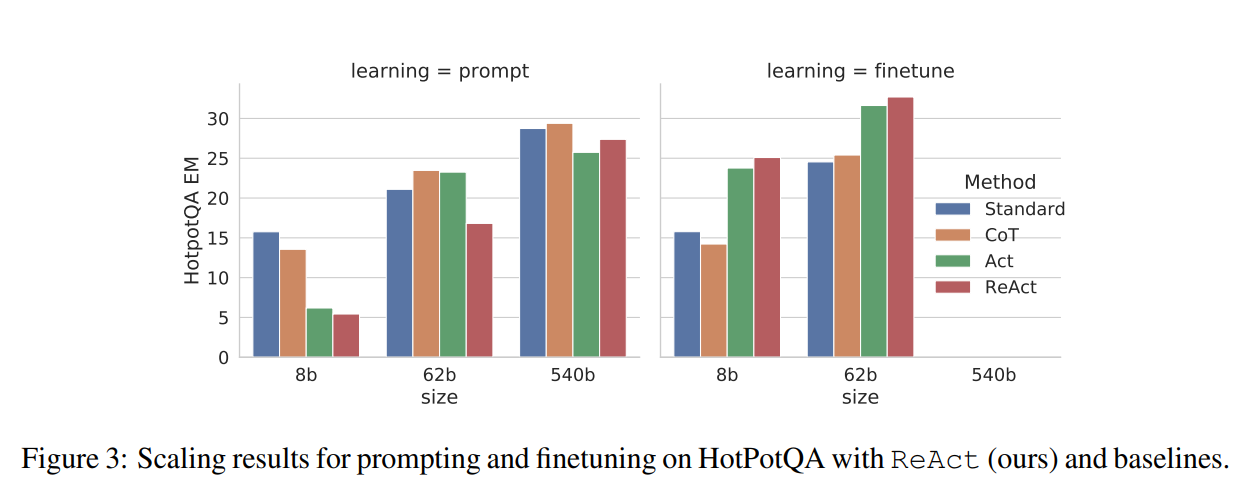 learning = prompt
learning = finetune
HotpotQA EM
30
25
20
15
10
5
0
8b
62b
540b
size
8b
62b
540b
size
Method
Standard
CoT
Act
ReAct
Figure 3: Scaling results for prompting and finetuning on HotPotQA with ReAct (ours) and baselines.